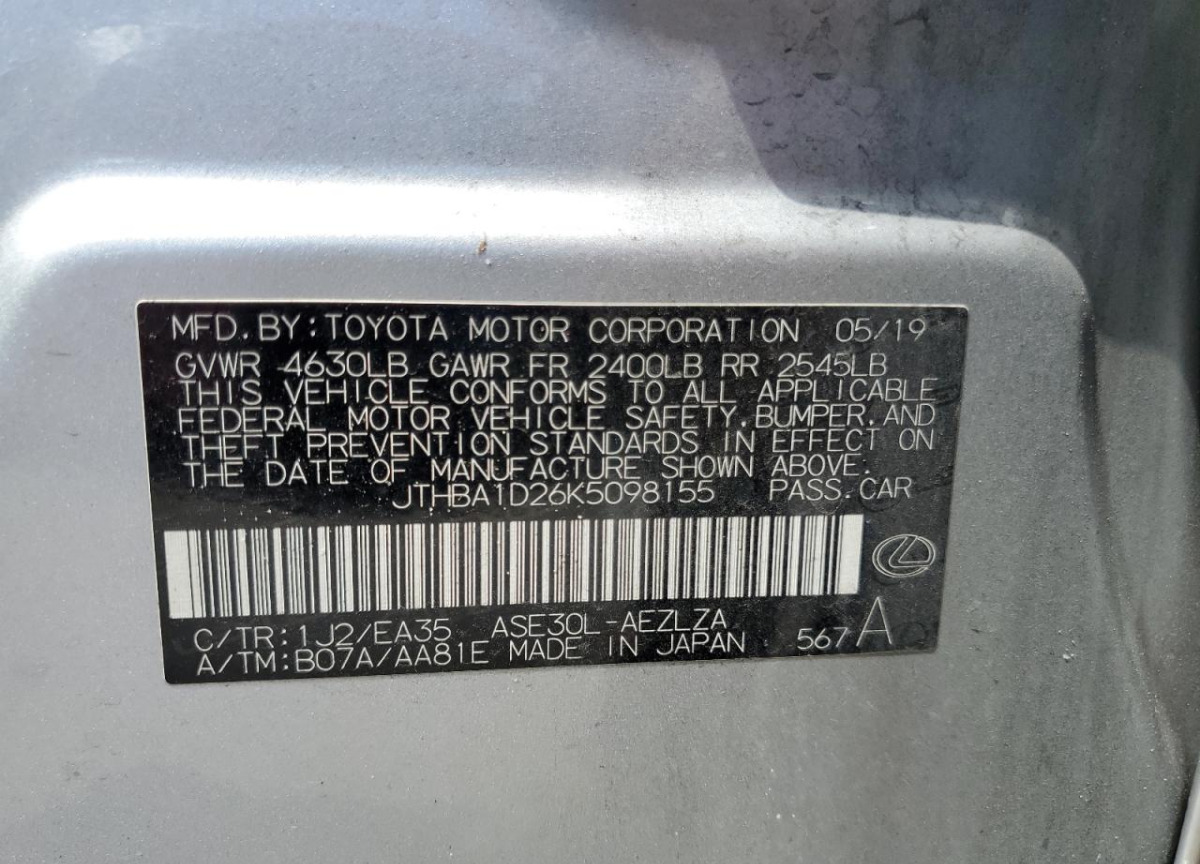 MFD. BY: TOYOTA MOTOR CORPORATION 05/19
GVWR 4630LB GAWR FR 2400LB RR 2545LB
THIS VEHICLE CONFORMS TO ALL APPLICABLE
FEDERAL MOTOR VEHICLE SAFETY, BUMPER, AND
THEFT PREVENTION STANDARDS IN EFFECT ON
THE DATE OF MANUFACTURE SHOWN ABOVE.
JTHBA1D26K5098155 PASS. CAR
C/TR: 1J2/EA35 ASE30L-AEZLZA
A/TM: B07A/AA81E MADE IN JAPAN 567 A